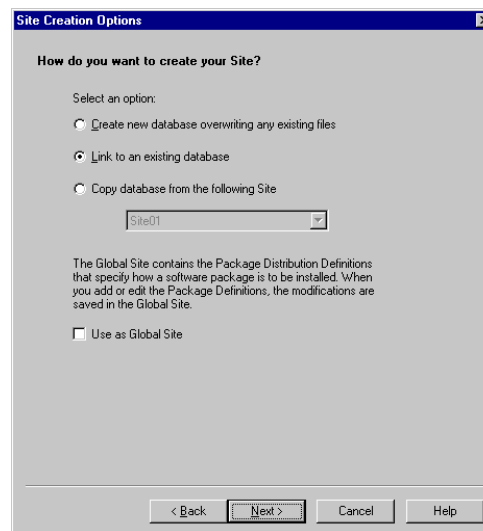 Site Creation Options
How do you want to create your Site?
Select an option:
Create new database overwriting any existing files
Link to an existing database
Copy database from the following Site
Site01
The Global Site contains the Package Distribution Definitions
that specify how a software package is to be installed. When
you add or edit the Package Definitions, the modifications are
saved in the Global Site.
Use as Global Site
< Back Next > Cancel Help